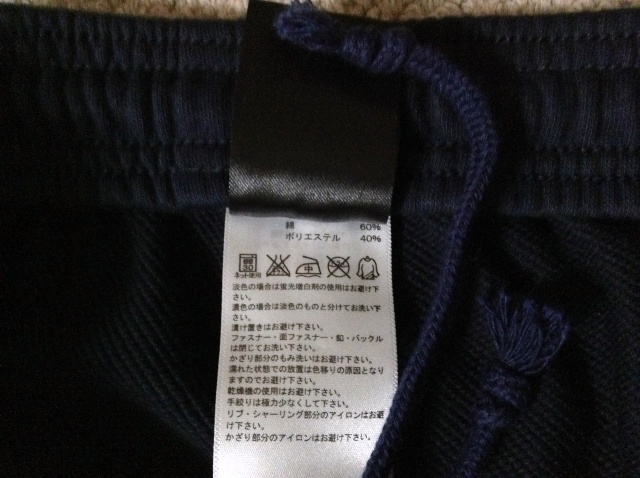 綿 60%
ポリエステル 40%
30
ネット使用
中
淡色の場合は蛍光増白剤の使用はお避け下
さい。
濃色の場合は淡色のものと分けてお洗い下
さい。
漬け置きはお避け下さい。
ファスナー・面ファスナー・釦・バックル
は閉じてお洗い下さい。
かざり部分のもみ洗いはお避け下さい。
濡れた状態での放置は色移りの原因となり
ますのでお避け下さい。
乾燥機の使用はお避け下さい。
手絞りは極力少なくして下さい。
リブ・シャーリング部分のアイロンはお避
け下さい。
かざり部分のアイロンはお避け下さい。